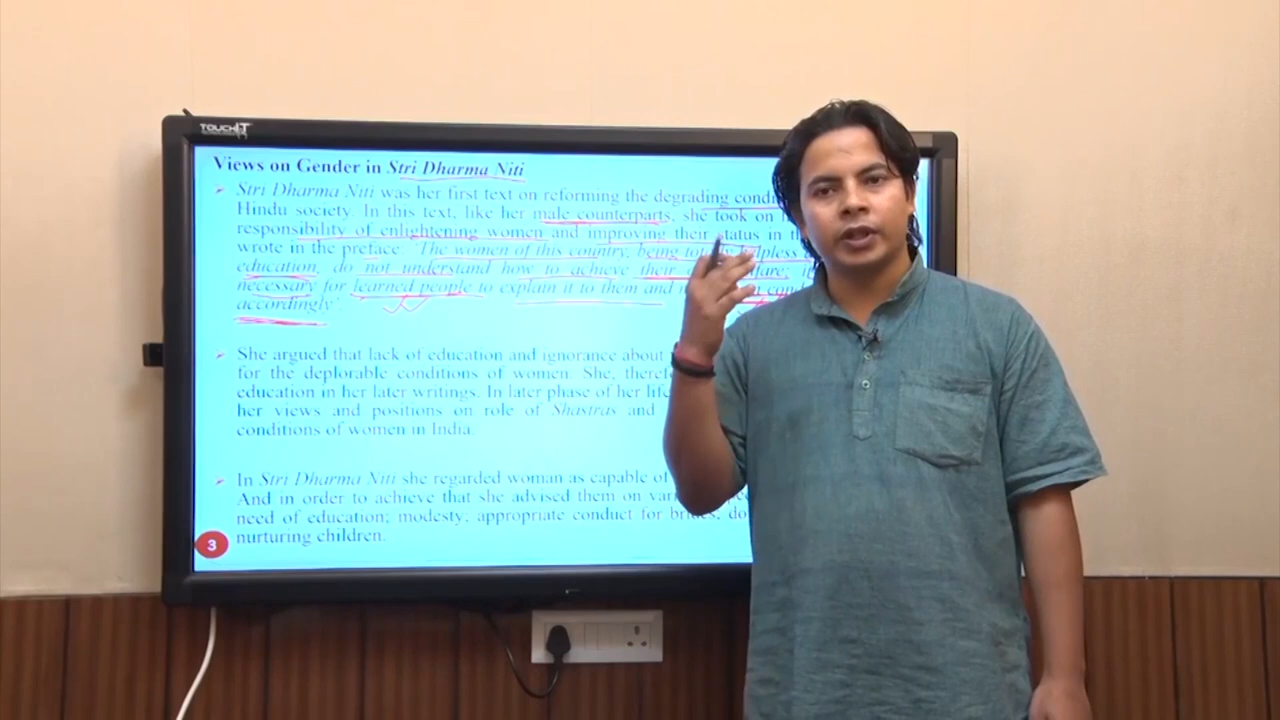 TOUCHIT
Views on Gender in Stri Dharma Niti
Stri Dharma Niti was her first text on reforming the degrading
Hindu society. In this text, like her male counterparts, she took on
responsibility of enlightening women and improving their status in
wrote in the preface: 'The women of this country, being
education, do not understand how to achieve their
necessary for learned people to explain it to them and
accordingly'.
She argued that lack of education and ignorance about
for the deplorable conditions of women. She,
education in her later writings. In later phase of her life
her views and positions on role of Shastras and
conditions of women in India.
In Stri Dharma Niti she regarded woman as capable of
And in order to achieve that she advised them on
need of education; modesty; appropriate conduct for brides,
nurturing children.
3